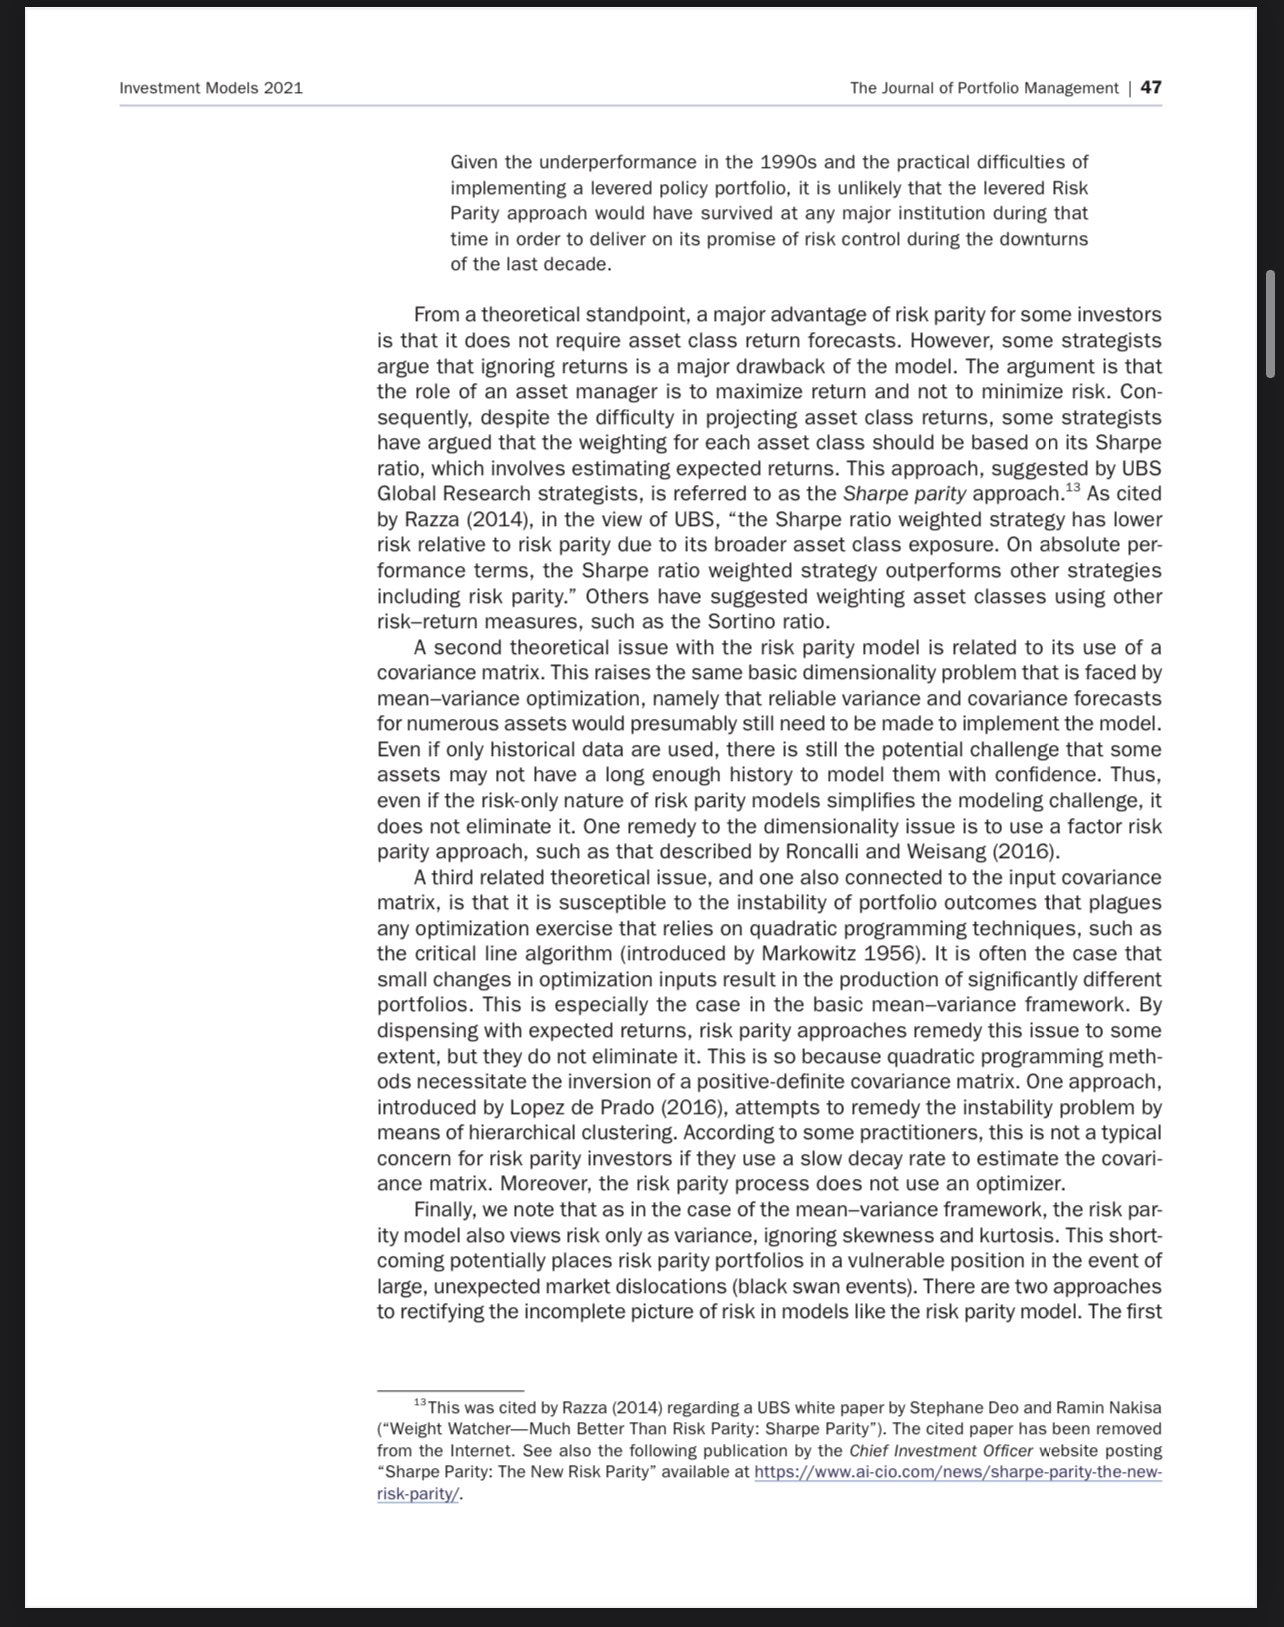 Investment Models 2021
The Journal of Portfolio Management | 47
Given the underperformance in the 1990s and the practical difficulties of
implementing a levered policy portfolio, it is unlikely that the levered Risk
Parity approach would have survived at any major institution during that
time in order to deliver on its promise of risk control during the downturns
of the last decade.
From a theoretical standpoint, a major advantage of risk parity for some investors
is that it does not require asset class return forecasts. However, some strategists
argue that ignoring returns is a major drawback of the model. The argument is that
the role of an asset manager is to maximize return and not to minimize risk. Con-
sequently, despite the difficulty in projecting asset class returns, some strategists
have argued that the weighting for each asset class should be based on its Sharpe
ratio, which involves estimating expected returns. This approach, suggested by UBS
Global Research strategists, is referred to as the Sharpe parity approach.13 As cited
by Razza (2014), in the view of UBS, “the Sharpe ratio weighted strategy has lower
risk relative to risk parity due to its broader asset class exposure. On absolute per-
formance terms, the Sharpe ratio weighted strategy outperforms other strategies
including risk parity.” Others have suggested weighting asset classes using other
risk–return measures, such as the Sortino ratio.
A second theoretical issue with the risk parity model is related to its use of a
covariance matrix. This raises the same basic dimensionality problem that is faced by
mean–variance optimization, namely that reliable variance and covariance forecasts
for numerous assets would presumably still need to be made to implement the model.
Even if only historical data are used, there is still the potential challenge that some
assets may not have a long enough history to model them with confidence. Thus,
even if the risk-only nature of risk parity models simplifies the modeling challenge, it
does not eliminate it. One remedy to the dimensionality issue is to use a factor risk
parity approach, such as that described by Roncalli and Weisang (2016).
A third related theoretical issue, and one also connected to the input covariance
matrix, is that it is susceptible to the instability of portfolio outcomes that plagues
any optimization exercise that relies on quadratic programming techniques, such as
the critical line algorithm (introduced by Markowitz 1956). It is often the case that
small changes in optimization inputs result in the production of significantly different
portfolios. This is especially the case in the basic mean–variance framework. By
dispensing with expected returns, risk parity approaches remedy this issue to some
extent, but they do not eliminate it. This is so because quadratic programming meth-
ods necessitate the inversion of a positive-definite covariance matrix. One approach,
introduced by Lopez de Prado (2016), attempts to remedy the instability problem by
means of hierarchical clustering. According to some practitioners, this is not a typical
concern for risk parity investors if they use a slow decay rate to estimate the covari-
ance matrix. Moreover, the risk parity process does not use an optimizer.
Finally, we note that as in the case of the mean–variance framework, the risk par-
ity model also views risk only as variance, ignoring skewness and kurtosis. This short-
coming potentially places risk parity portfolios in a vulnerable position in the event of
large, unexpected market dislocations (black swan events). There are two approaches
to rectifying the incomplete picture of risk in models like the risk parity model. The first
13This was cited by Razza (2014) regarding a UBS white paper by Stephane Deo and Ramin Nakisa
(“Weight Watcher—Much Better Than Risk Parity: Sharpe Parity”). The cited paper has been removed
from the Internet. See also the following publication by the Chief Investment Officer website posting
“Sharpe Parity: The New Risk Parity” available at https://www.ai-cio.com/news/sharpe-parity-the-new-
risk-parity/.